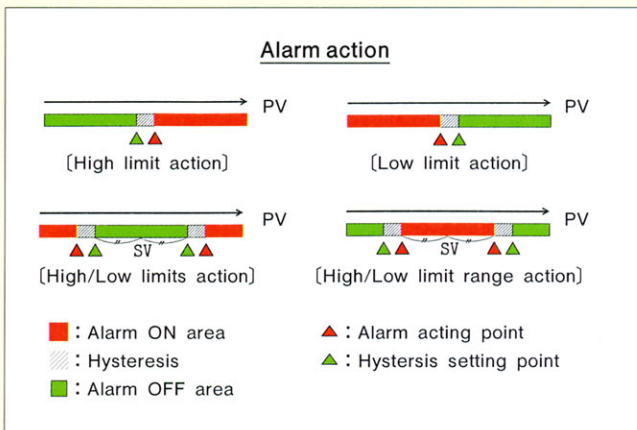 Alarm action
PV
PV
[High limit action]
[Low limit action]
PV
PV
SV
SV
[High/Low limits action]
[High/Low limit range action]
: Alarm ON area
: Alarm acting point
: Hysteresis
: Hystersis setting point
: Alarm OFF area